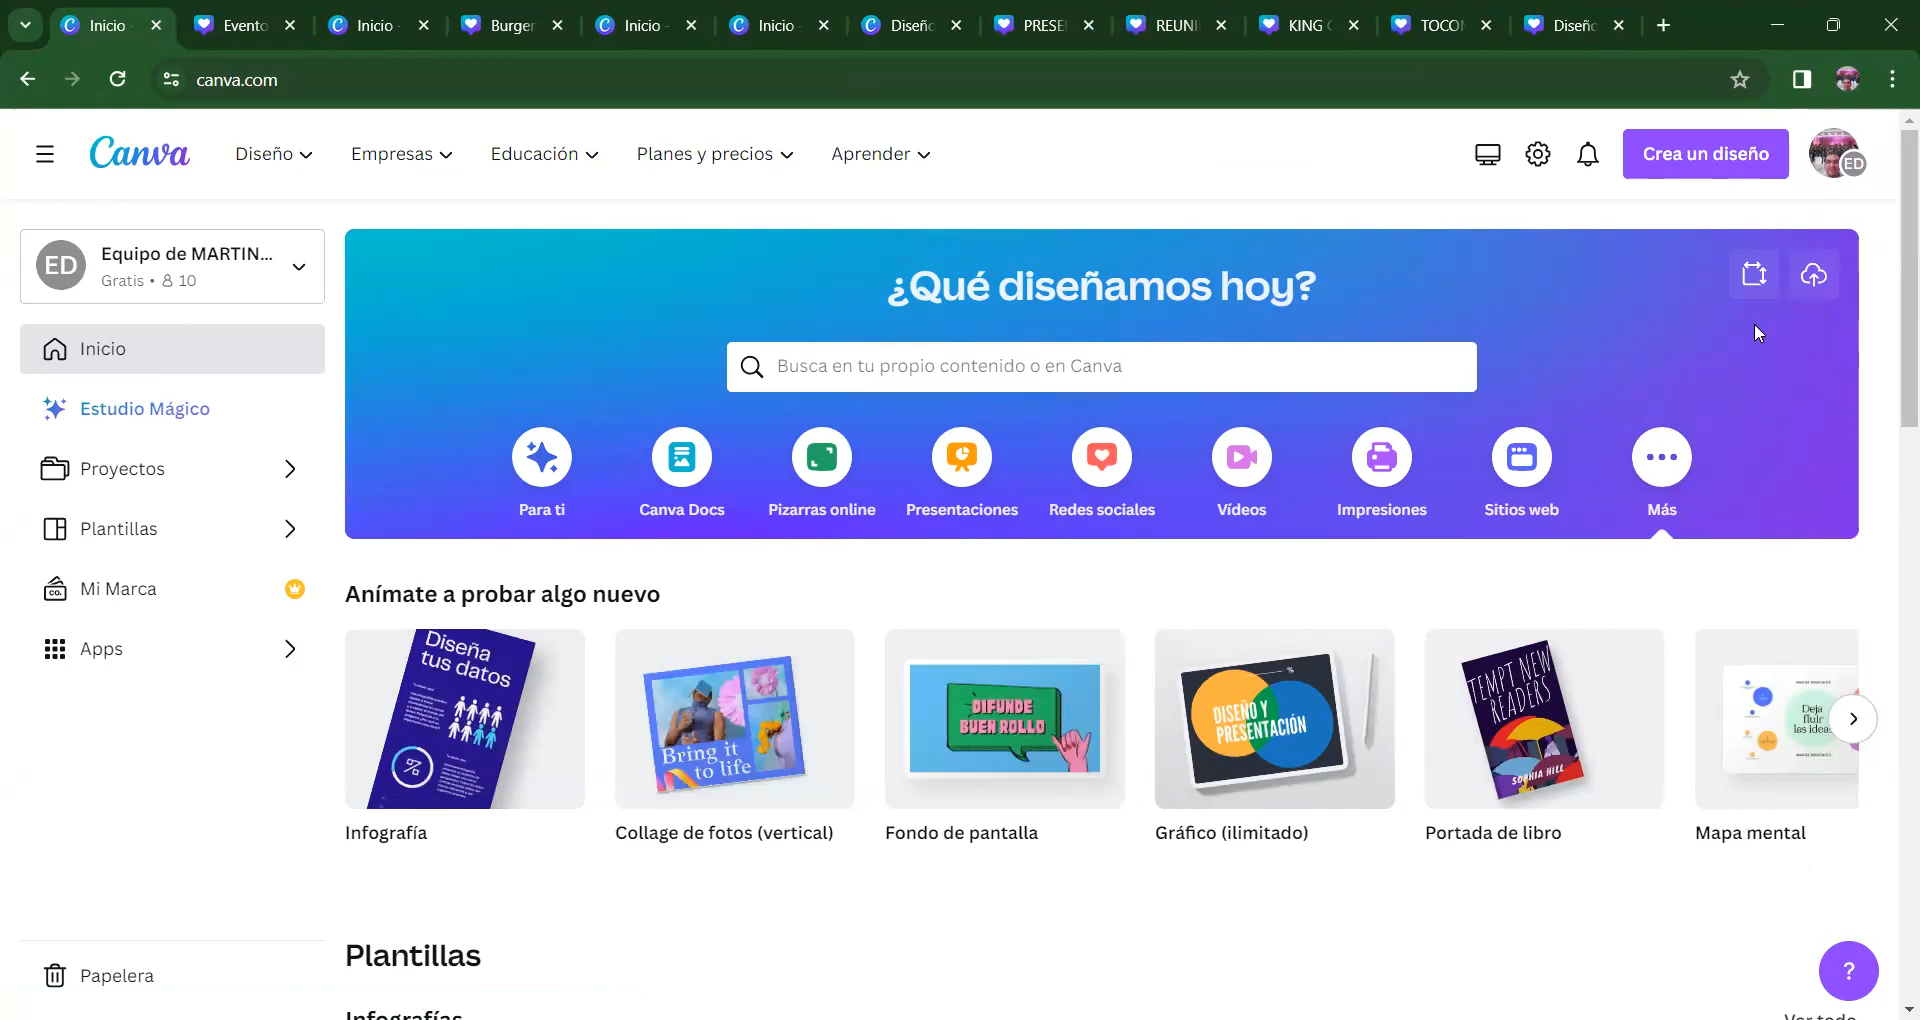 Inicio
Evento
Inicio
Burger
Inicio
Inicio
Diseño
PRESE
REUNI
KING
TOCO
Diseño
canva.com
Canva
Diseño
Empresas
Educación
Planes y precios
Aprender
Crea un diseño
ED
ED
Equipo de MARTIN...
Gratis • 10
¿Qué diseñamos hoy?
Busca en tu propio contenido o en Canva
Inicio
Estudio Mágico
Proyectos
Plantillas
Mi Marca
Apps
Papelera
Para ti
Canva Docs
Pizarras online
Presentaciones
Redes sociales
Vídeos
Impresiones
Sitios web
Más
Anímate a probar algo nuevo
Diseña
tus datos
%
Bring it
to life
DIFUNDE
BUEN ROLLO
DISEÑO Y
PRESENTACIÓN
TEMPT NEW
READERS
SOPHIA HILL
Deja
fluir
las ideas
Infografía
Collage de fotos (vertical)
Fondo de pantalla
Gráfico (ilimitado)
Portada de libro
Mapa mental
Plantillas
Infografías
Ver todo
?